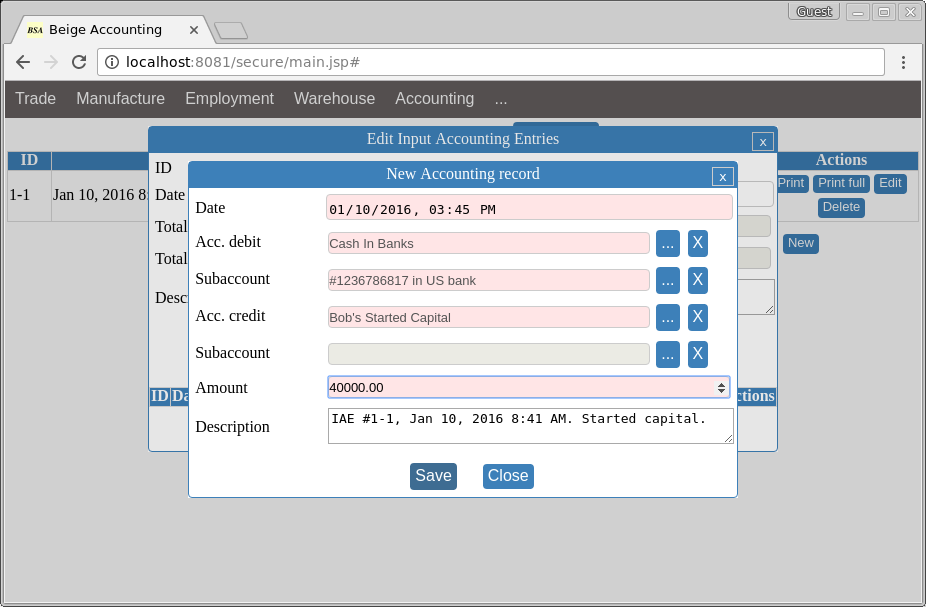 Guest
BSA Beige Accounting
localhost:8081/secure/main.jsp#
Trade Manufacture Employment Warehouse Accounting ...
Edit Input Accounting Entries x
ID Actions
ID
New Accounting record x
1-1 Jan 10, 2016 8: Print Print full Edit
Delete
Date
Date 01/10/2016, 03:45 PM
Total
Acc. debit Cash In Banks ... X
New
Total
Subaccount #1236786817 in US bank ... X
Desc
Acc. credit Bob's Started Capital ... X
Subaccount ... X
ID Da ctions
Amount 40000.00
Description IAE #1-1, Jan 10, 2016 8:41 AM. Started capital.
Save Close